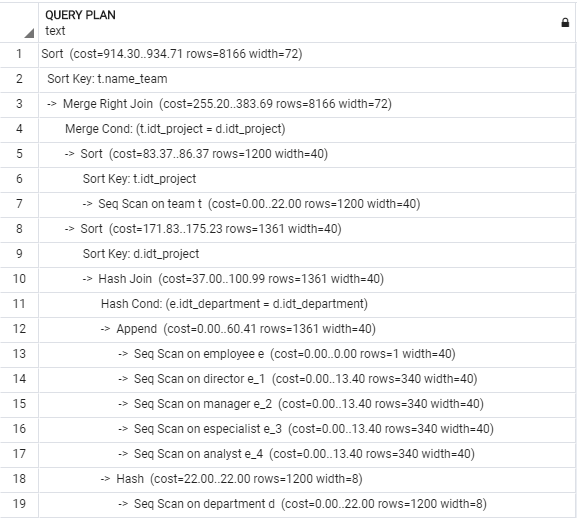 QUERY PLAN
text
1 Sort (cost=914.30..934.71 rows=8166 width=72)
2 Sort Key: t.name_team
3 -> Merge Right Join (cost=255.20..383.69 rows=8166 width=72)
4 Merge Cond: (t.idt_project = d.idt_project)
5 -> Sort (cost=83.37..86.37 rows=1200 width=40)
6 Sort Key: t.idt_project
7 -> Seq Scan on team t (cost=0.00..22.00 rows=1200 width=40)
8 -> Sort (cost=171.83..175.23 rows=1361 width=40)
9 Sort Key: d.idt_project
10 -> Hash Join (cost=37.00..100.99 rows=1361 width=40)
11 Hash Cond: (e.idt_department = d.idt_department)
12 -> Append (cost=0.00..60.41 rows=1361 width=40)
13 -> Seq Scan on employee e (cost=0.00..0.00 rows=1 width=40)
14 -> Seq Scan on director e_1 (cost=0.00..13.40 rows=340 width=40)
15 -> Seq Scan on manager e_2 (cost=0.00..13.40 rows=340 width=40)
16 -> Seq Scan on especialist e_3 (cost=0.00..13.40 rows=340 width=40)
17 -> Seq Scan on analyst e_4 (cost=0.00..13.40 rows=340 width=40)
18 -> Hash (cost=22.00..22.00 rows=1200 width=8)
19 -> Seq Scan on department d (cost=0.00..22.00 rows=1200 width=8)